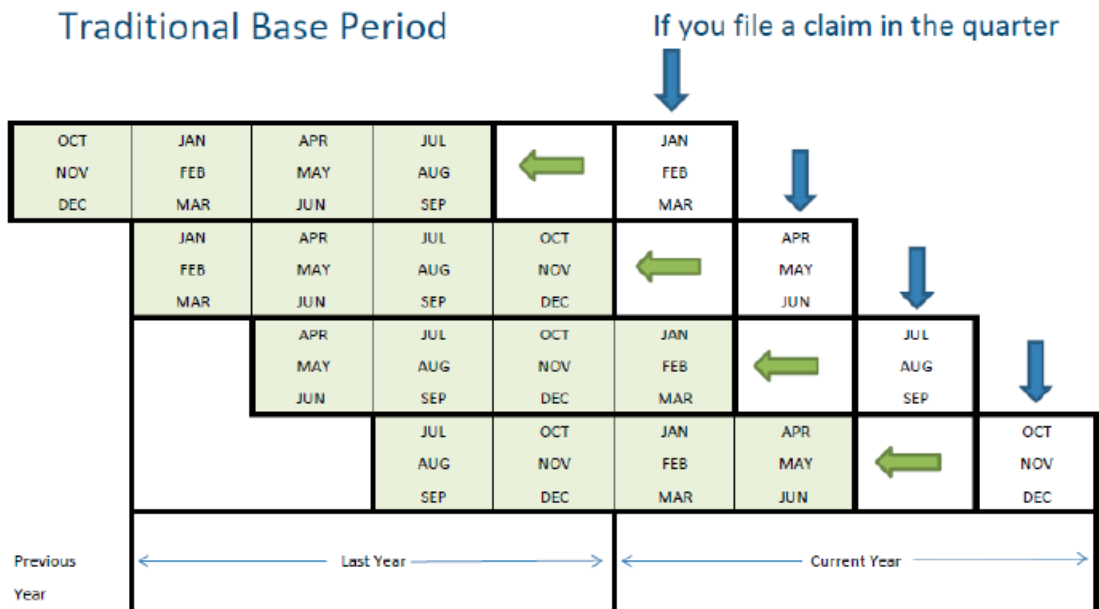 Traditional Base Period
If you file a claim in the quarter
OCT JAN APR JUL JAN
NOV FEB MAY AUG FEB
DEC MAR JUN SEP MAR
JAN APR JUL OCT APR
FEB MAY AUG NOV MAY
MAR JUN SEP DEC JUN
APR JUL OCT JAN JUL
MAY AUG NOV FEB AUG
JUN SEP DEC MAR SEP
JUL OCT JAN APR OCT
AUG NOV FEB MAY NOV
SEP DEC MAR JUN DEC
Previous Last Year Current Year
Year